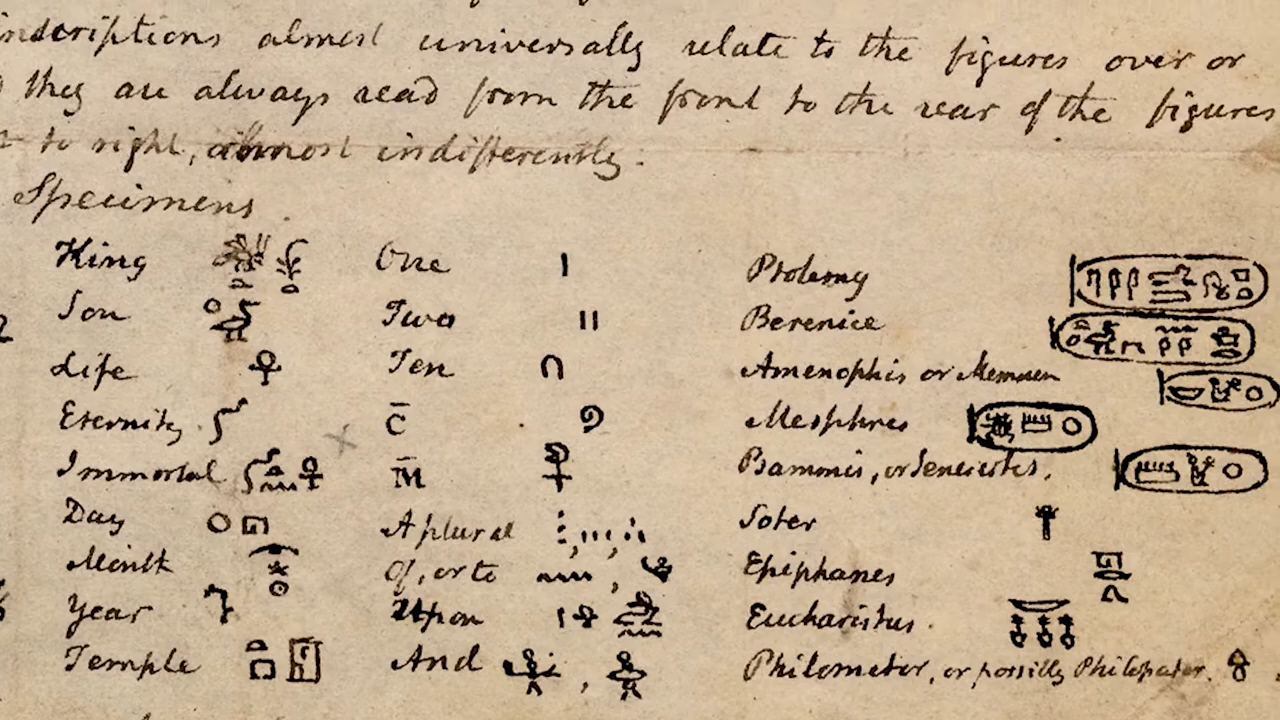 inscriptions almost universally relate to the figures over or
they are always read from the front to the rear of the figures
to right, almost indifferently.
Specimens.
King One I Ptolemy
Son Two II Berenice
Life Ten ∩ Amenophis or Memnon
Eternity C̄ Mesphres
Immortal M̄
Day A plural Soter
Month Of, or to Epiphanes
Year Upon Eucharistus.
Temple And Philometor, or possibly Philopator.